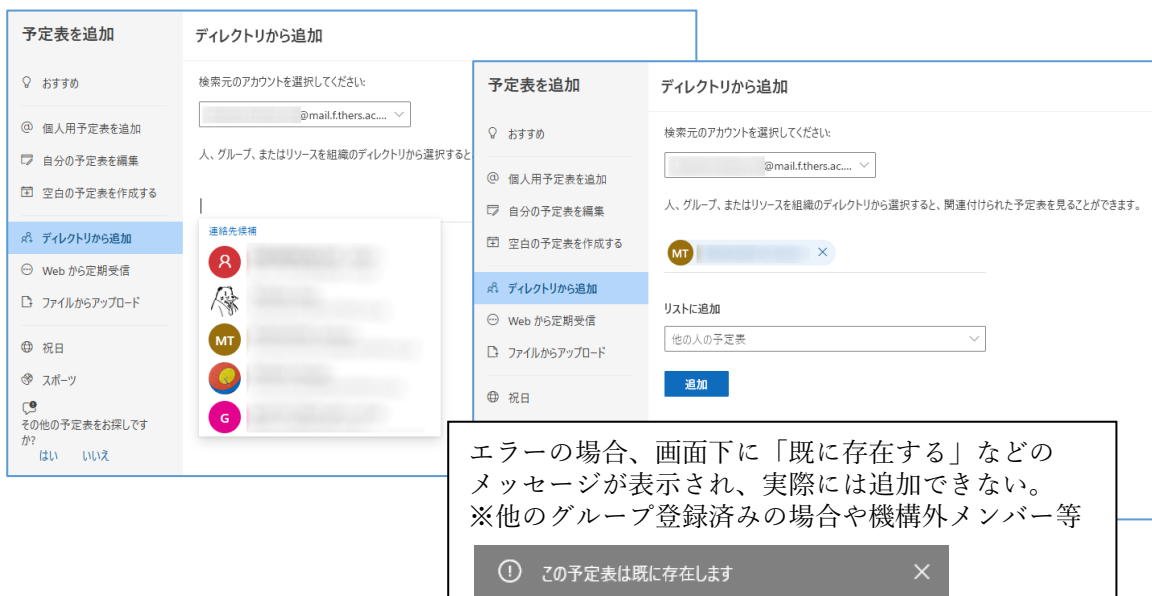 予定表を追加
おすすめ
個人用予定表を追加
自分の予定表を編集
空白の予定表を作成する
ディレクトリから追加
Web から定期受信
ファイルからアップロード
祝日
スポーツ
その他の予定表をお探しです
か?
はい いいえ
ディレクトリから追加
検索元のアカウントを選択してください:
@mail.f.thers.ac....
人、グループ、またはリソースを組織のディレクトリから選択すると
連絡先候補
MT
G
予定表を追加
おすすめ
個人用予定表を追加
自分の予定表を編集
空白の予定表を作成する
ディレクトリから追加
Web から定期受信
ファイルからアップロード
祝日
ディレクトリから追加
検索元のアカウントを選択してください:
@mail.f.thers.ac....
人、グループ、またはリソースを組織のディレクトリから選択すると、関連付けられた予定表を見ることができます。
MT
リストに追加
他の人の予定表
追加
エラーの場合、画面下に「既に存在する」などの
メッセージが表示され、実際には追加できない。
※他のグループ登録済みの場合や機構外メンバー等
この予定表は既に存在します